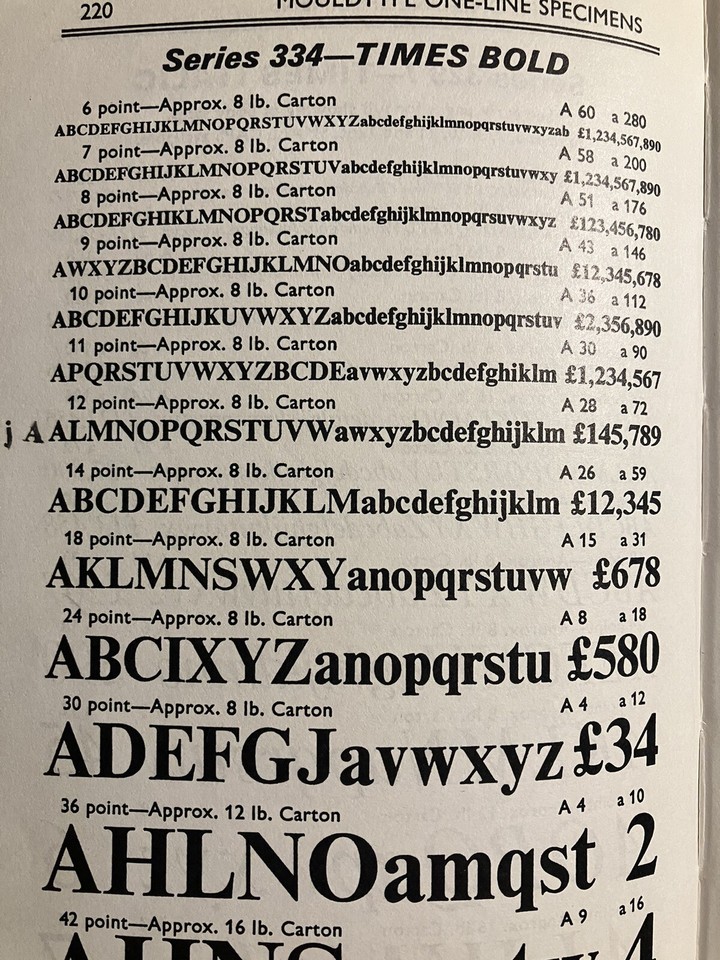 220 MOULDTYPE ONE-LINE SPECIMENS
Series 334—TIMES BOLD
6 point—Approx. 8 lb. Carton A 60 a 280
ABCDEFGHIJKLMNOPQRSTUVWXYZabcdefghijklmnopqrstuvwxyzab £1,234,567,890
7 point—Approx. 8 lb. Carton A 58 a 200
ABCDEFGHIJKLMNOPQRSTUVabcdefghijklmnopqrstuvwxy £1,234,567,890
8 point—Approx. 8 lb. Carton A 51 a 176
ABCDEFGHIKLMNOPQRSTabcdefghijklmnopqrsuvwxyz £123,456,780
9 point—Approx. 8 lb. Carton A 43 a 146
AWXYZBCDEFGHIJKLMNOabcdefghijklmnopqrstu £12,345,678
10 point—Approx. 8 lb. Carton A 36 a 112
ABCDEFGHIJKUVWXYZabcdefghijklmnopqrstuv £2,356,890
11 point—Approx. 8 lb. Carton A 30 a 90
APQRSTUVWXYZBCDEavwxyzbcdefghiklm £1,234,567
12 point—Approx. 8 lb. Carton A 28 a 72
j A ALMNOPQRSTUVWawxyzbcdefghijklm £145,789
14 point—Approx. 8 lb. Carton A 26 a 59
ABCDEFGHIJKLMabcdefghijklm £12,345
18 point—Approx. 8 lb. Carton A 15 a 31
AKLMNSWXYanopqrstuvw £678
24 point—Approx. 8 lb. Carton A 8 a 18
ABCIXYZanopqrstu £580
30 point—Approx. 8 lb. Carton A 4 a 12
ADEFGJavwxyz £34
36 point—Approx. 12 lb. Carton A 4 a 10
AHLNOamqst 2
42 point—Approx. 16 lb. Carton A 9 a 16